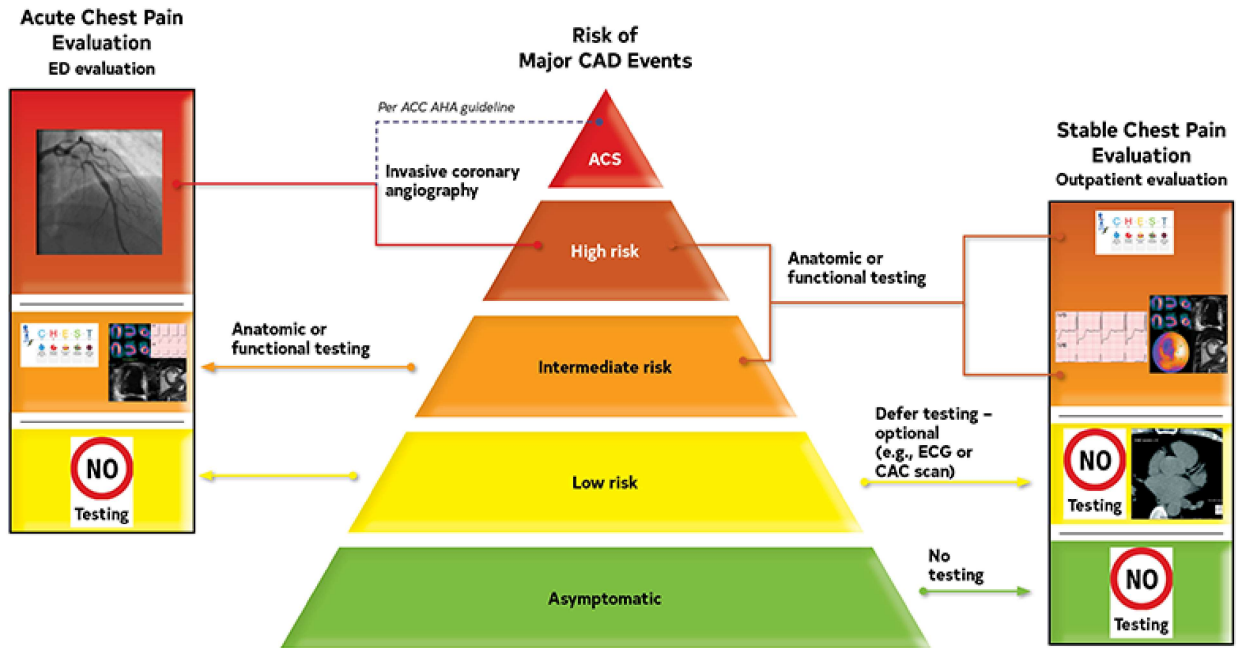 Acute Chest Pain
Evaluation
ED evaluation
Risk of
Major CAD Events
Per ACC AHA guideline
Invasive coronary
angiography
ACS
Stable Chest Pain
Evaluation
Outpatient evaluation
High risk
Anatomic or
functional testing
C H E S T
C H E S T
Anatomic or
functional testing
Intermediate risk
V5
V6
Defer testing –
optional
(e.g., ECG or
CAC scan)
NO
Testing
Low risk
NO
Testing
No
testing
Asymptomatic
NO
Testing